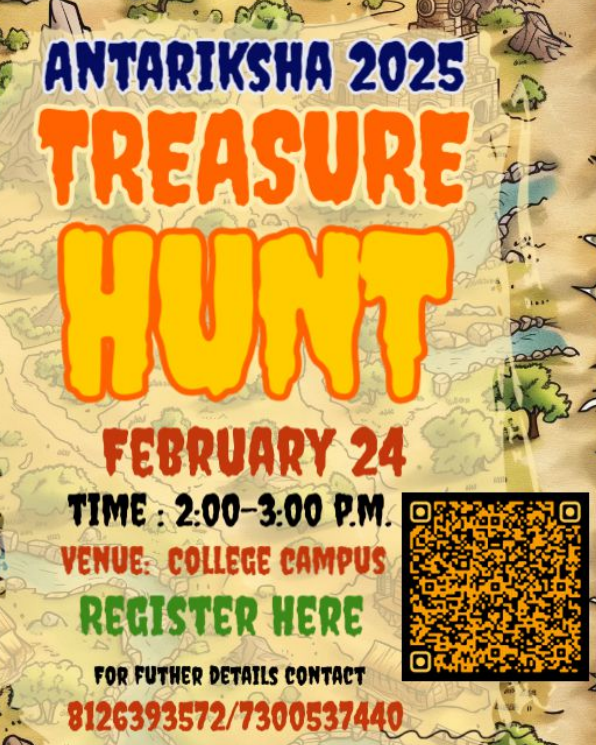 ANTARIKSHA 2025
TREASURE
HUNT
FEBRUARY 24
TIME : 2:00-3:00 P.M.
VENUE: COLLEGE CAMPUS
REGISTER HERE
FOR FUTHER DETAILS CONTACT
8126393572/7300537440